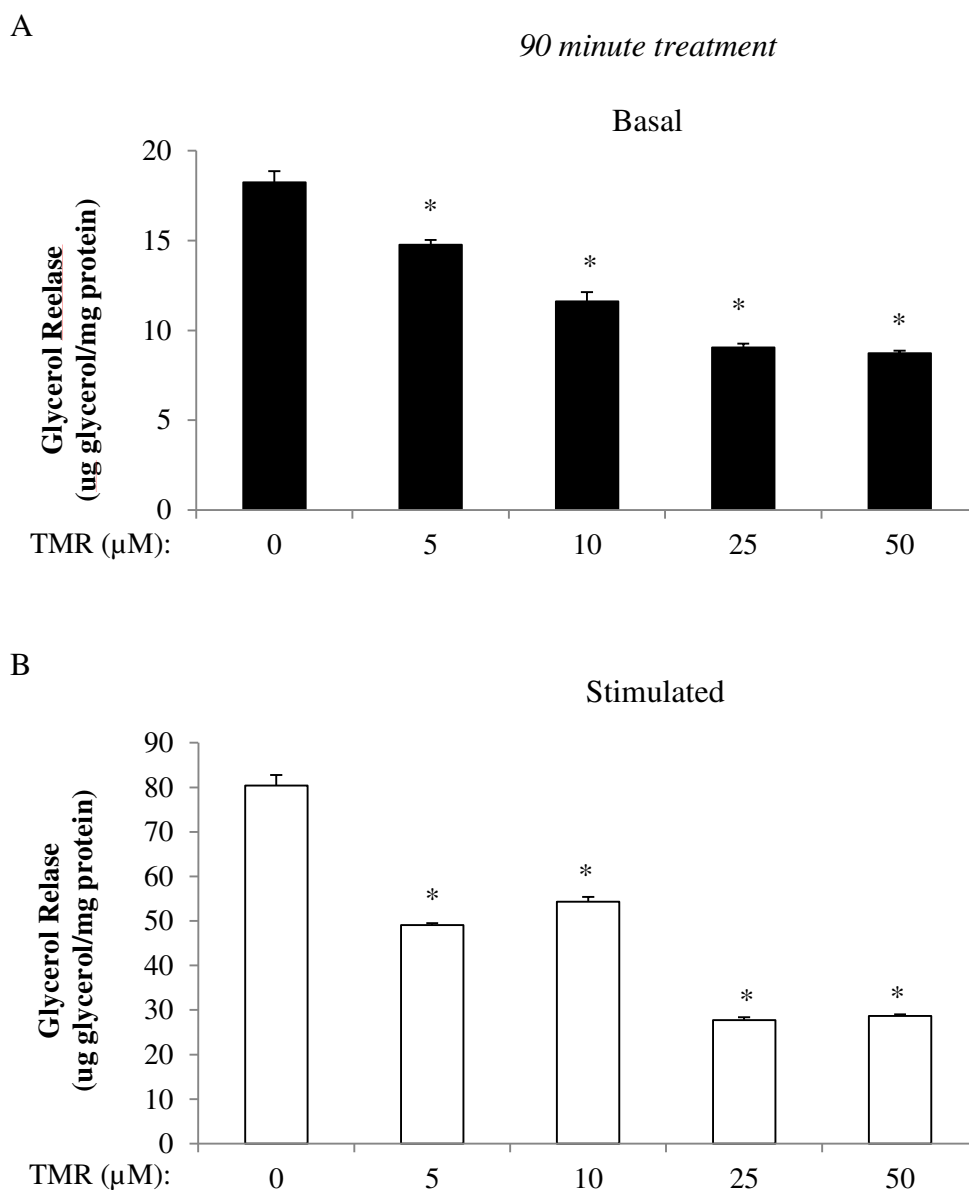 A
90 minute treatment
Basal
Glycerol Reelase
(ug glycerol/mg protein)
20
15
10
5
0
*
*
*
*
TMR (µM):
0 5 10 25 50
B
Stimulated
Glycerol Relase
(ug glycerol/mg protein)
90
80
70
60
50
40
30
20
10
0
*
*
*
*
TMR (µM):
0 5 10 25 50